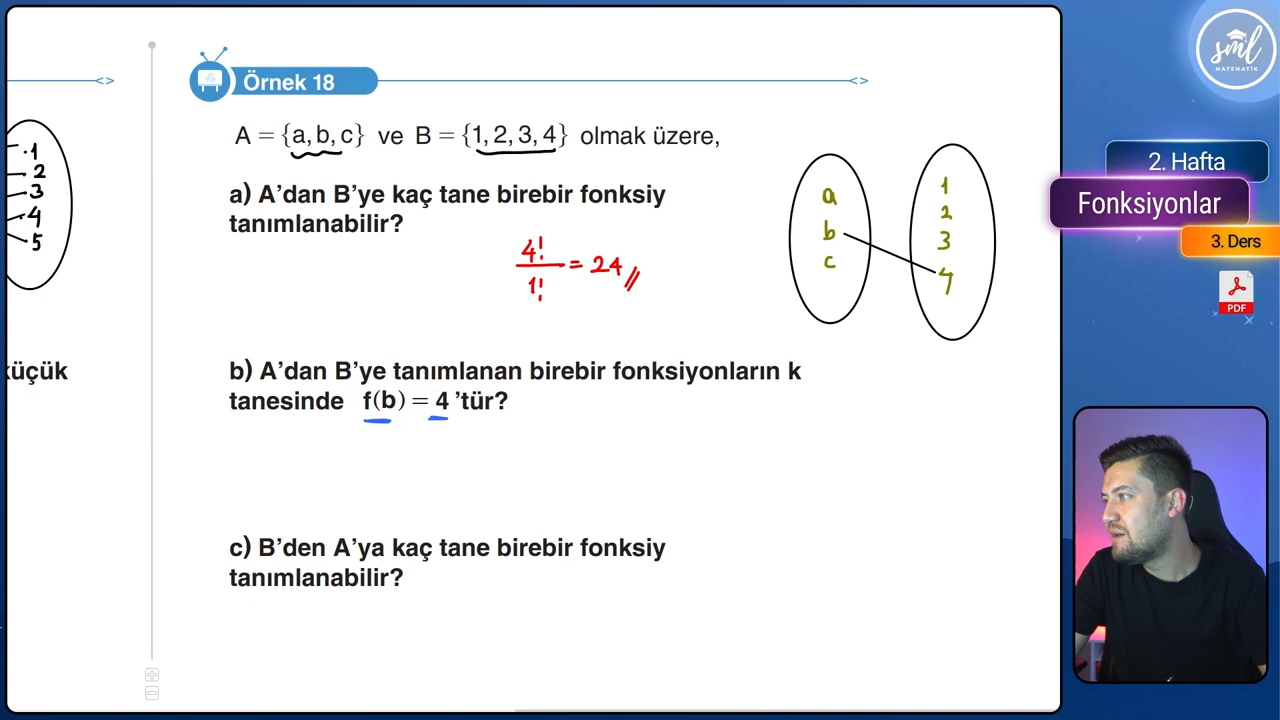 Örnek 18
A = {a, b, c} ve B = {1, 2, 3, 4} olmak üzere,
a) A’dan B’ye kaç tane birebir fonksiy
tanımlanabilir?
4!
1!
= 24 //
a
b
c
1
2
3
4
b) A’dan B’ye tanımlanan birebir fonksiyonların k
tanesinde f(b) = 4 ’tür?
c) B’den A’ya kaç tane birebir fonksiy
tanımlanabilir?
.1
2
3
4
5
küçük
sml
MATEMATİK
2. Hafta
Fonksiyonlar
3. Ders
PDF